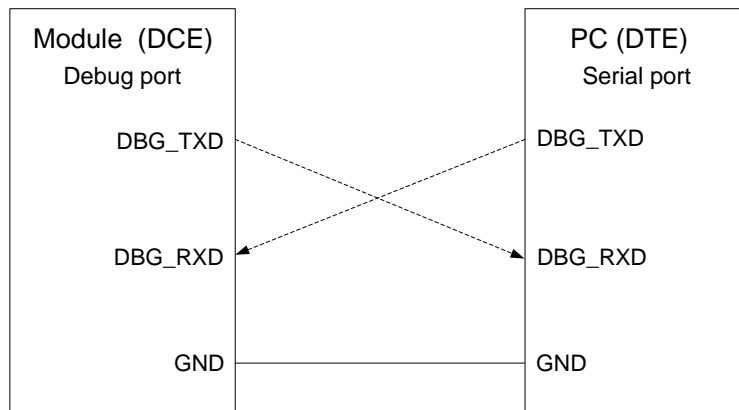 Module (DCE)
Debug port
DBG_TXD
DBG_RXD
GND
PC (DTE)
Serial port
DBG_TXD
DBG_RXD
GND